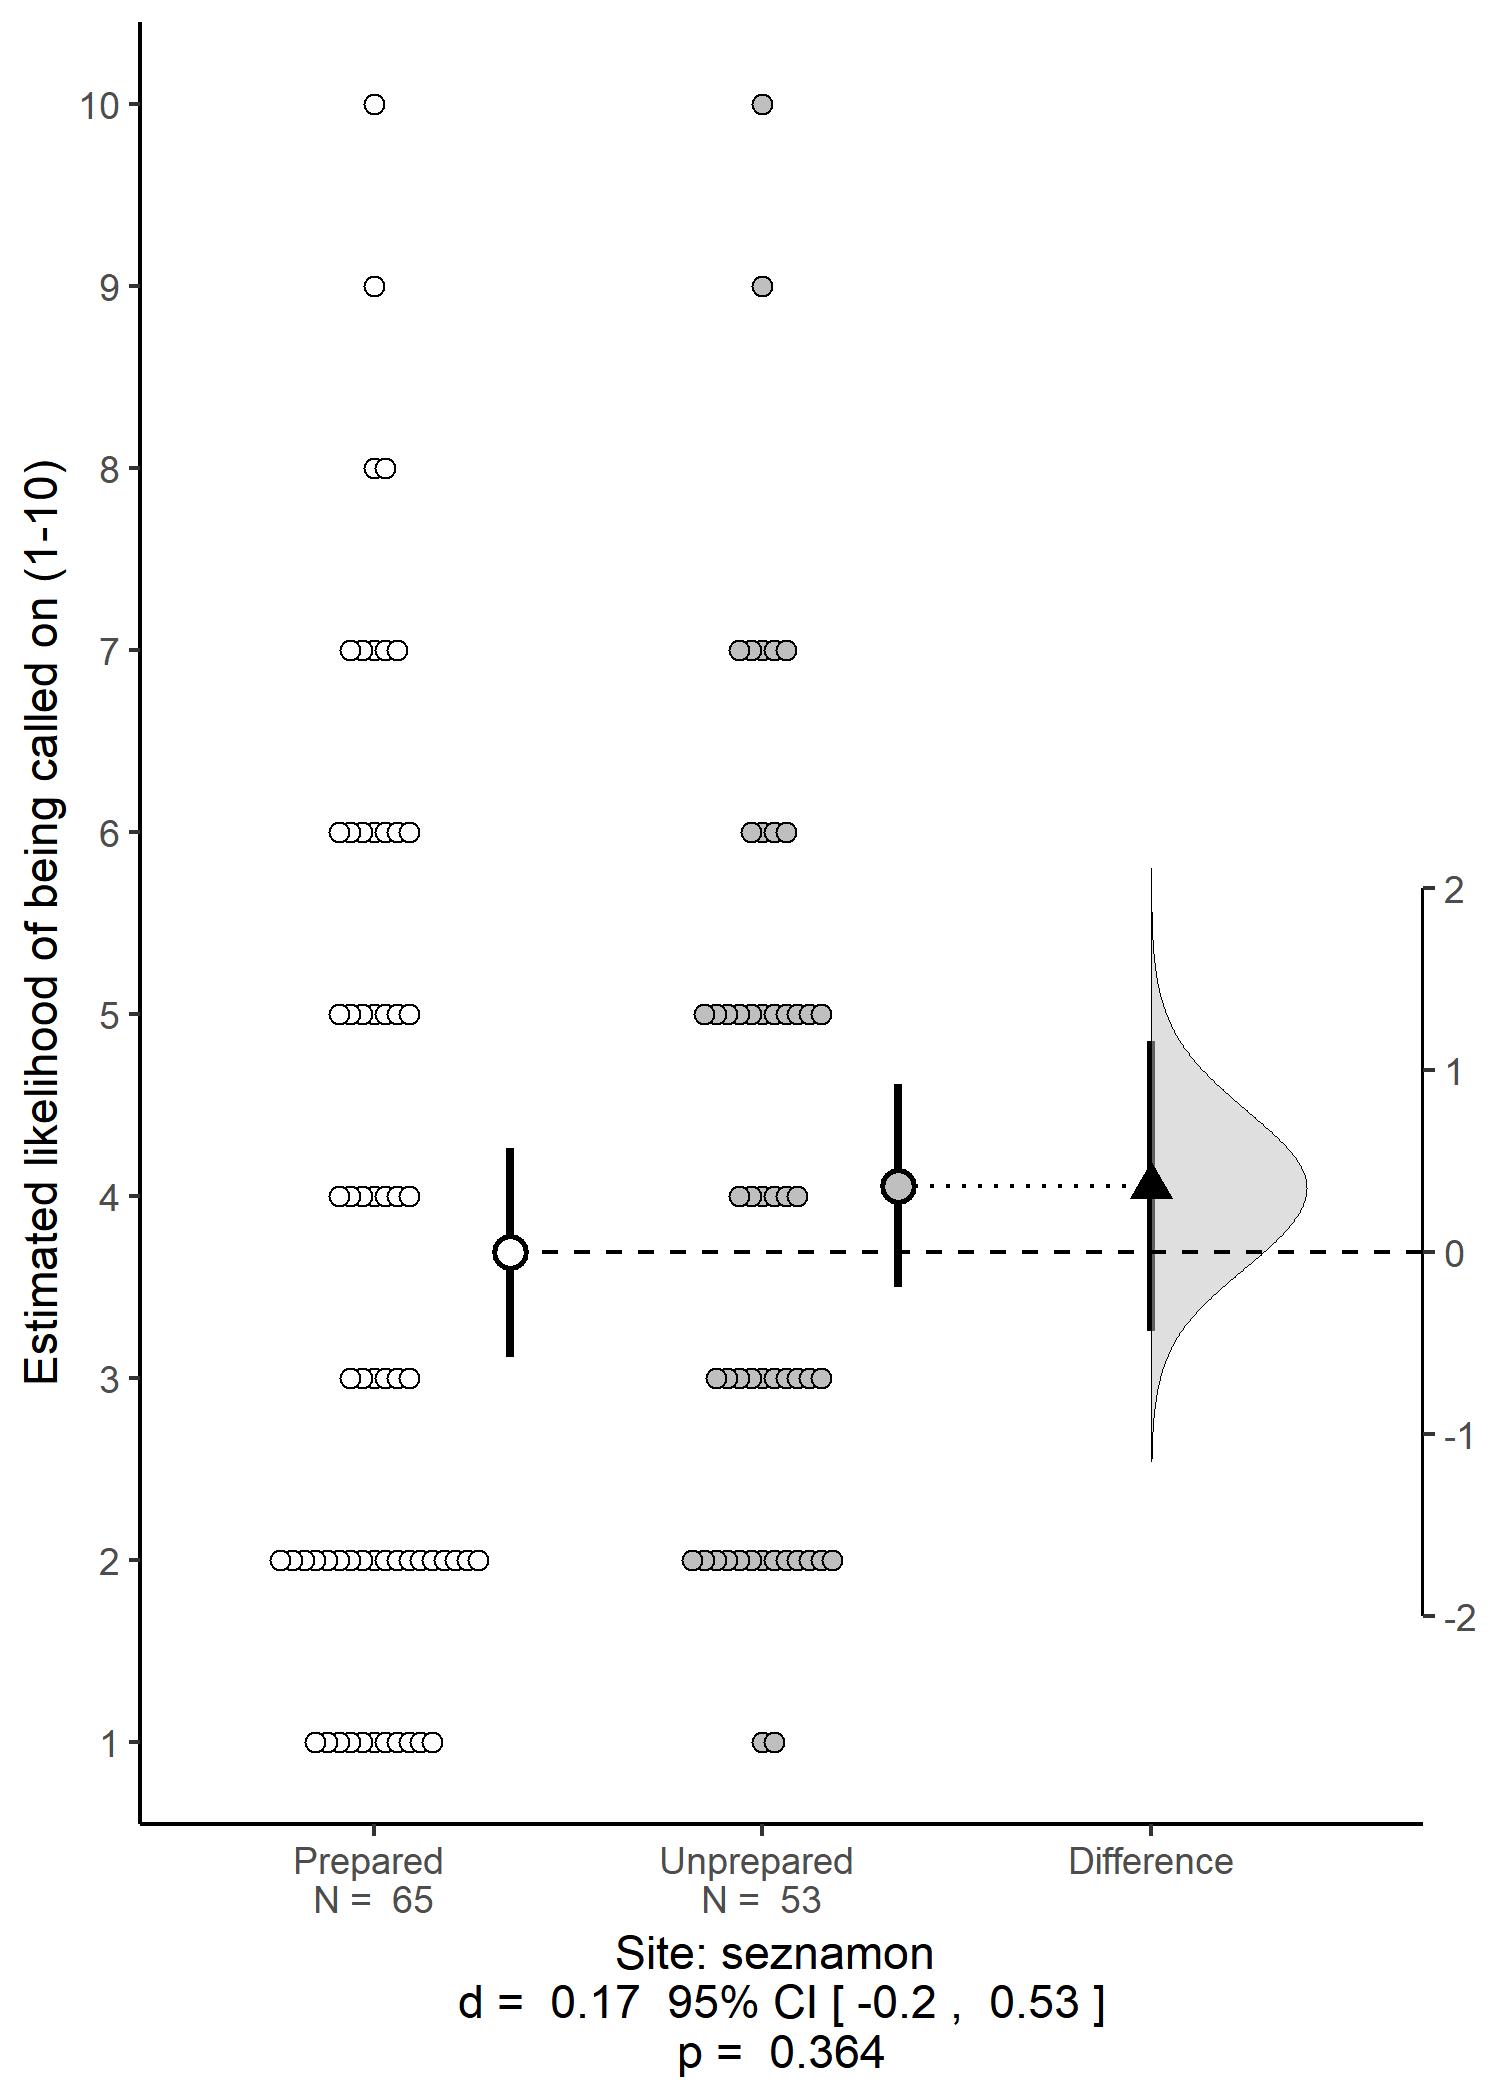 Estimated likelihood of being called on (1-10)
10
9
8
7
6
5
4
3
2
1
2
1
0
-1
-2
Prepared
N = 65
Unprepared
N = 53
Difference
Site: seznamon
d = 0.17 95% CI [ -0.2 , 0.53 ]
p = 0.364